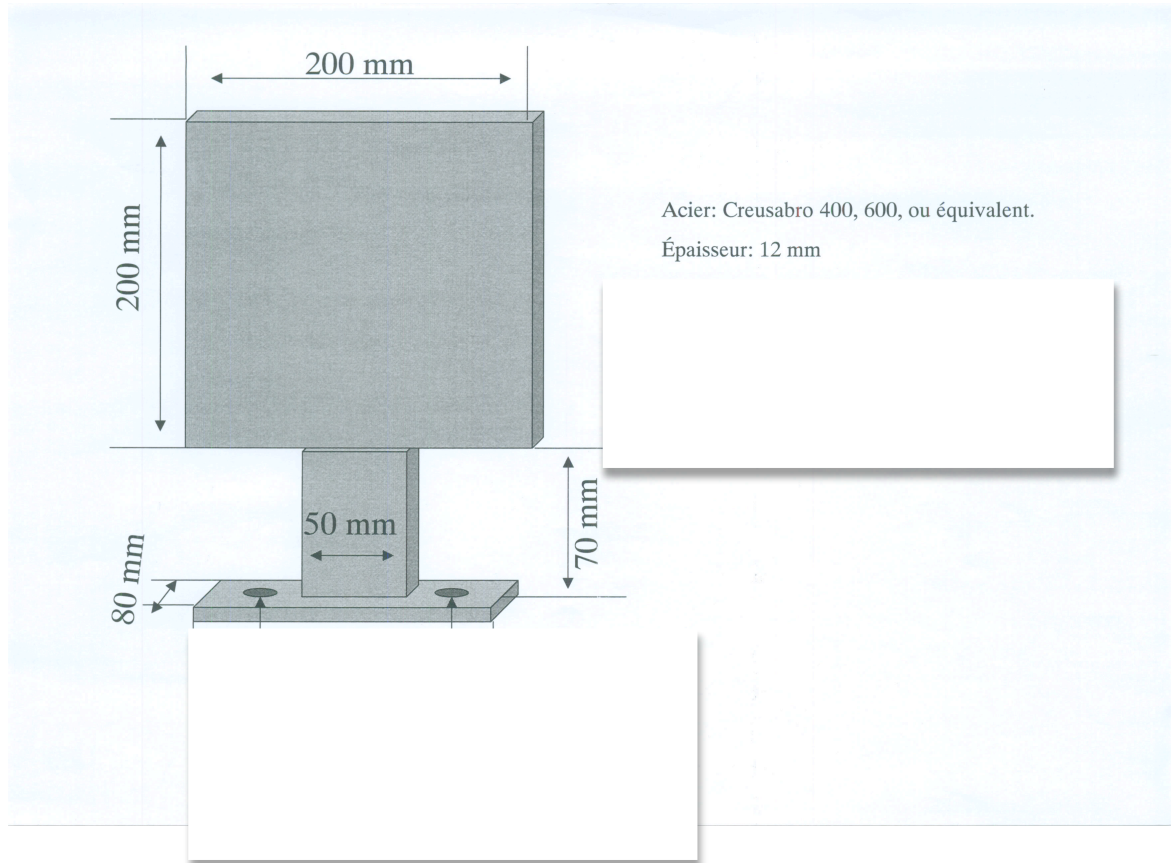 200 mm
200 mm
Acier: Creusabro 400, 600, ou équivalent.
Épaisseur: 12 mm
50 mm
70 mm
80 mm